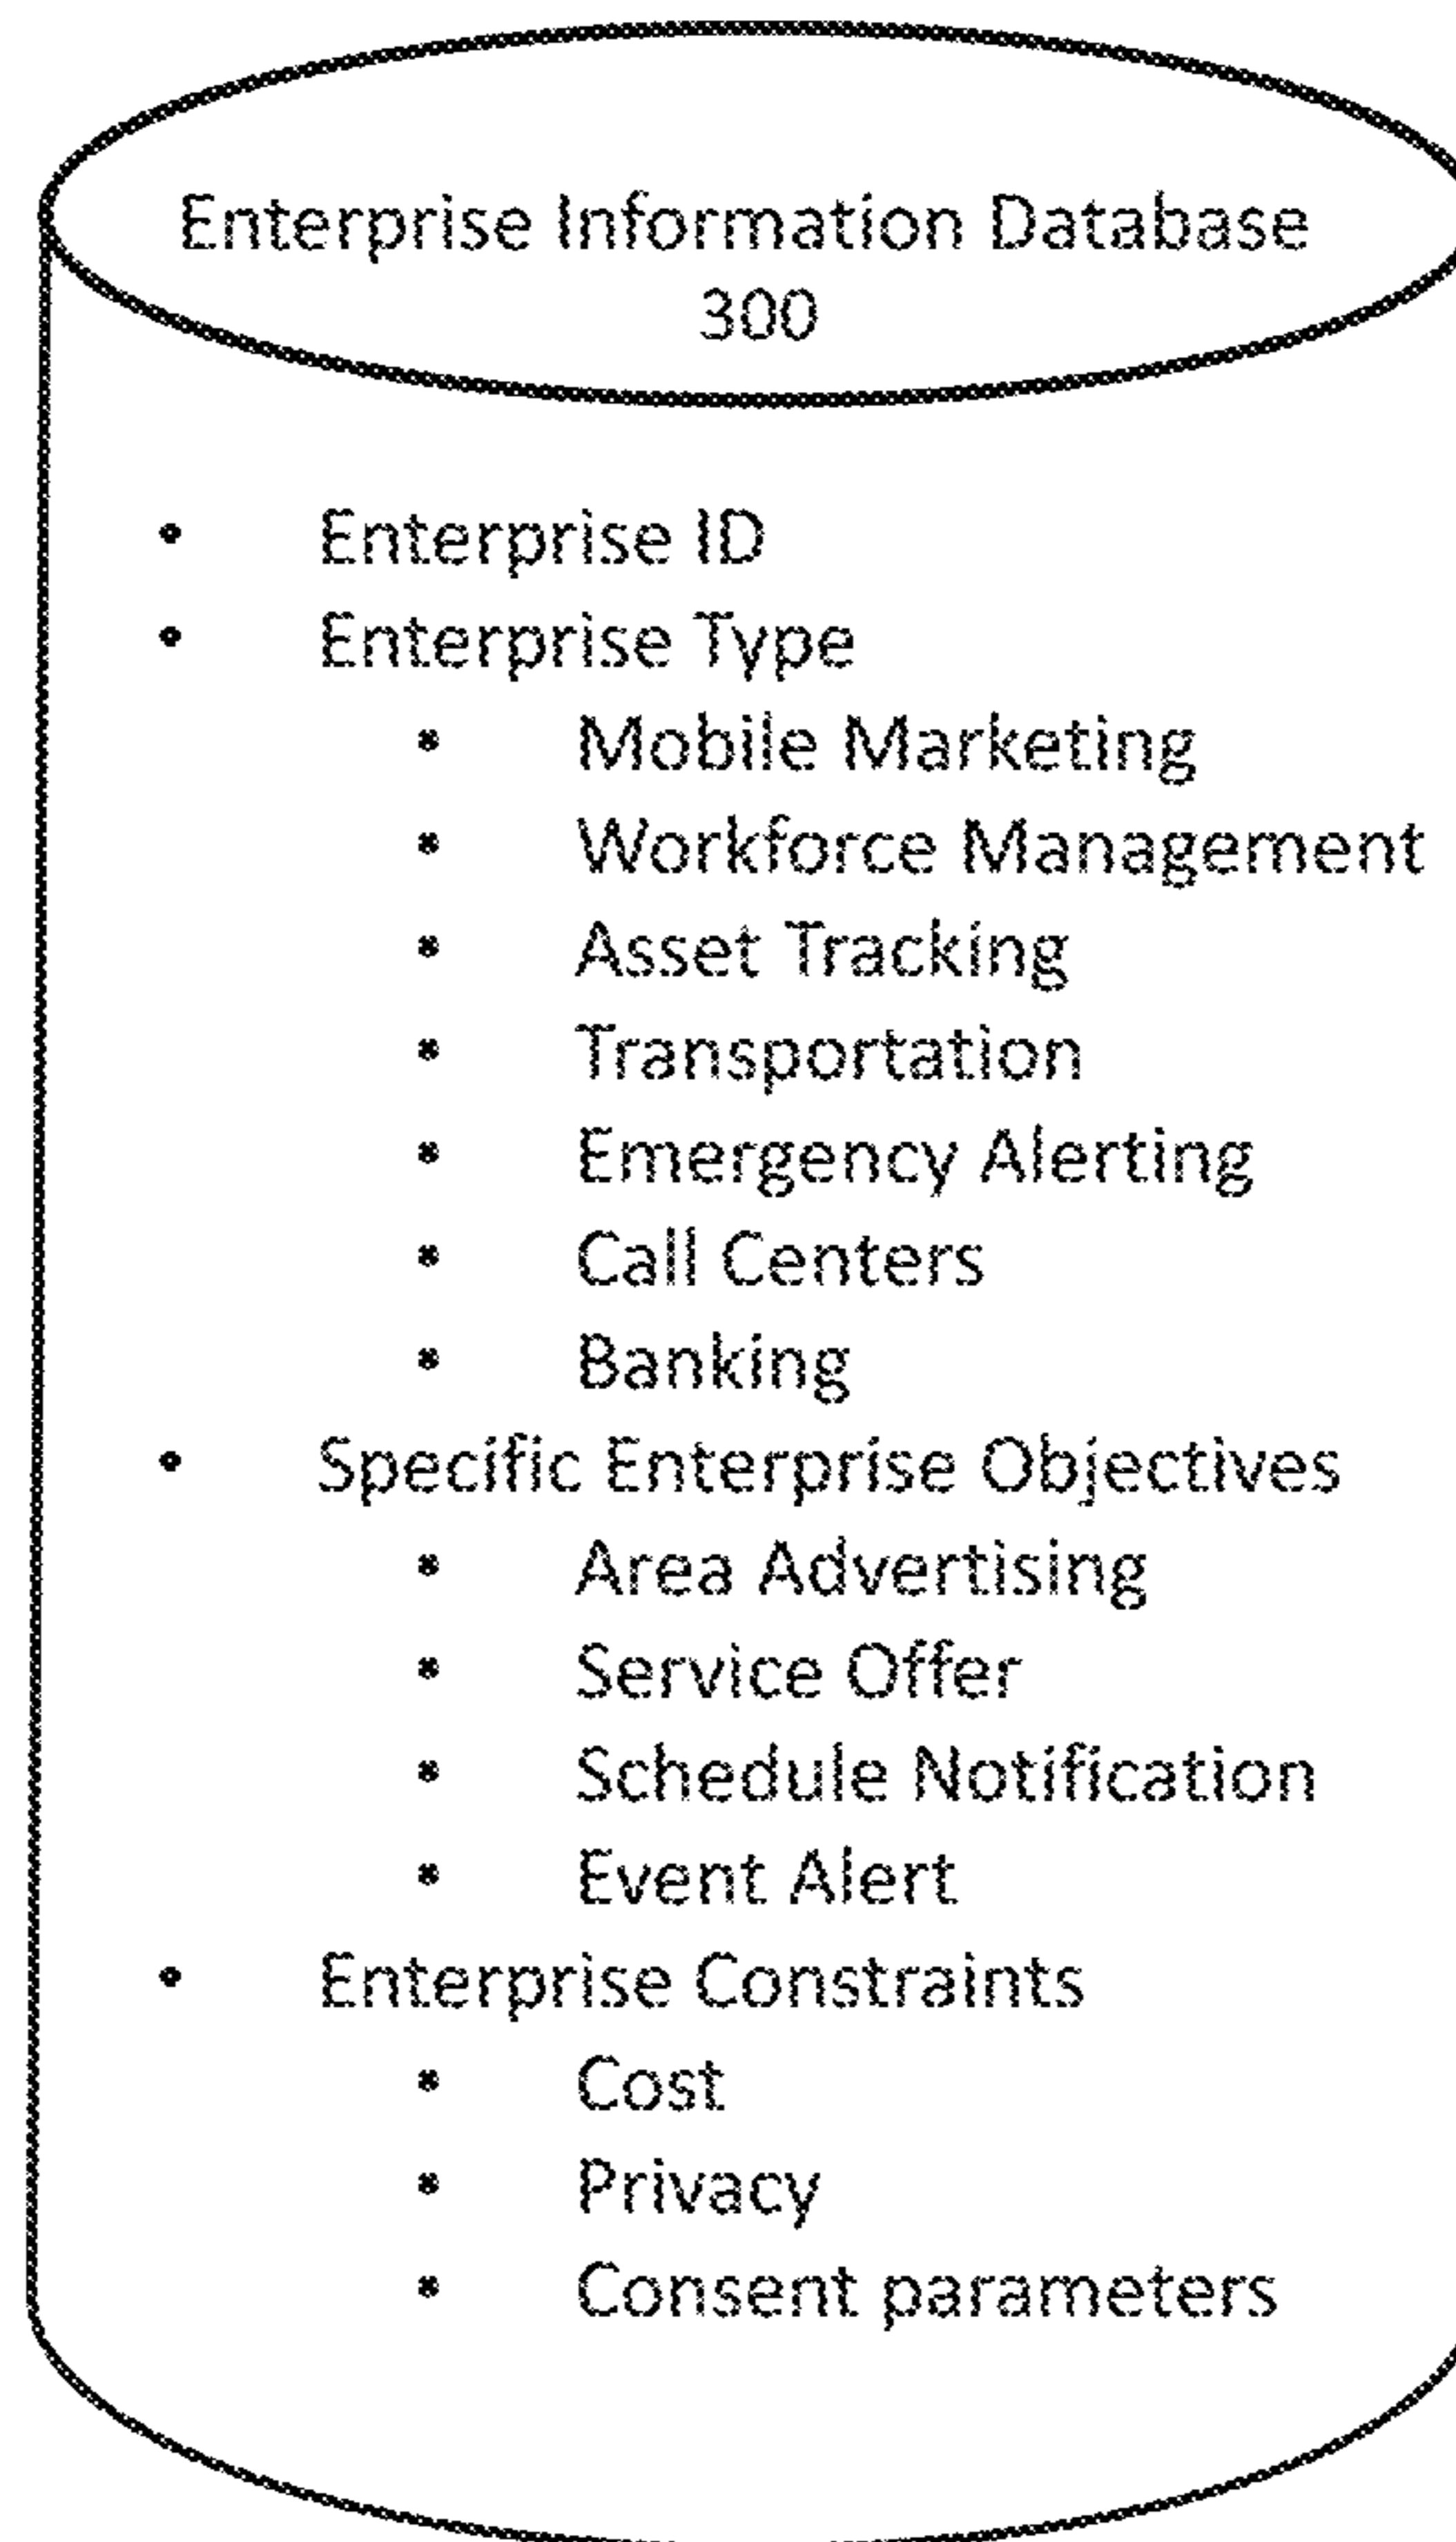 Enterprise Information Database
300
• Enterprise ID
• Enterprise Type
• Mobile Marketing
• Workforce Management
• Asset Tracking
• Transportation
• Emergency Alerting
• Call Centers
• Banking
• Specific Enterprise Objectives
• Area Advertising
• Service Offer
• Schedule Notification
• Event Alert
• Enterprise Constraints
• Cost
• Privacy
• Consent parameters